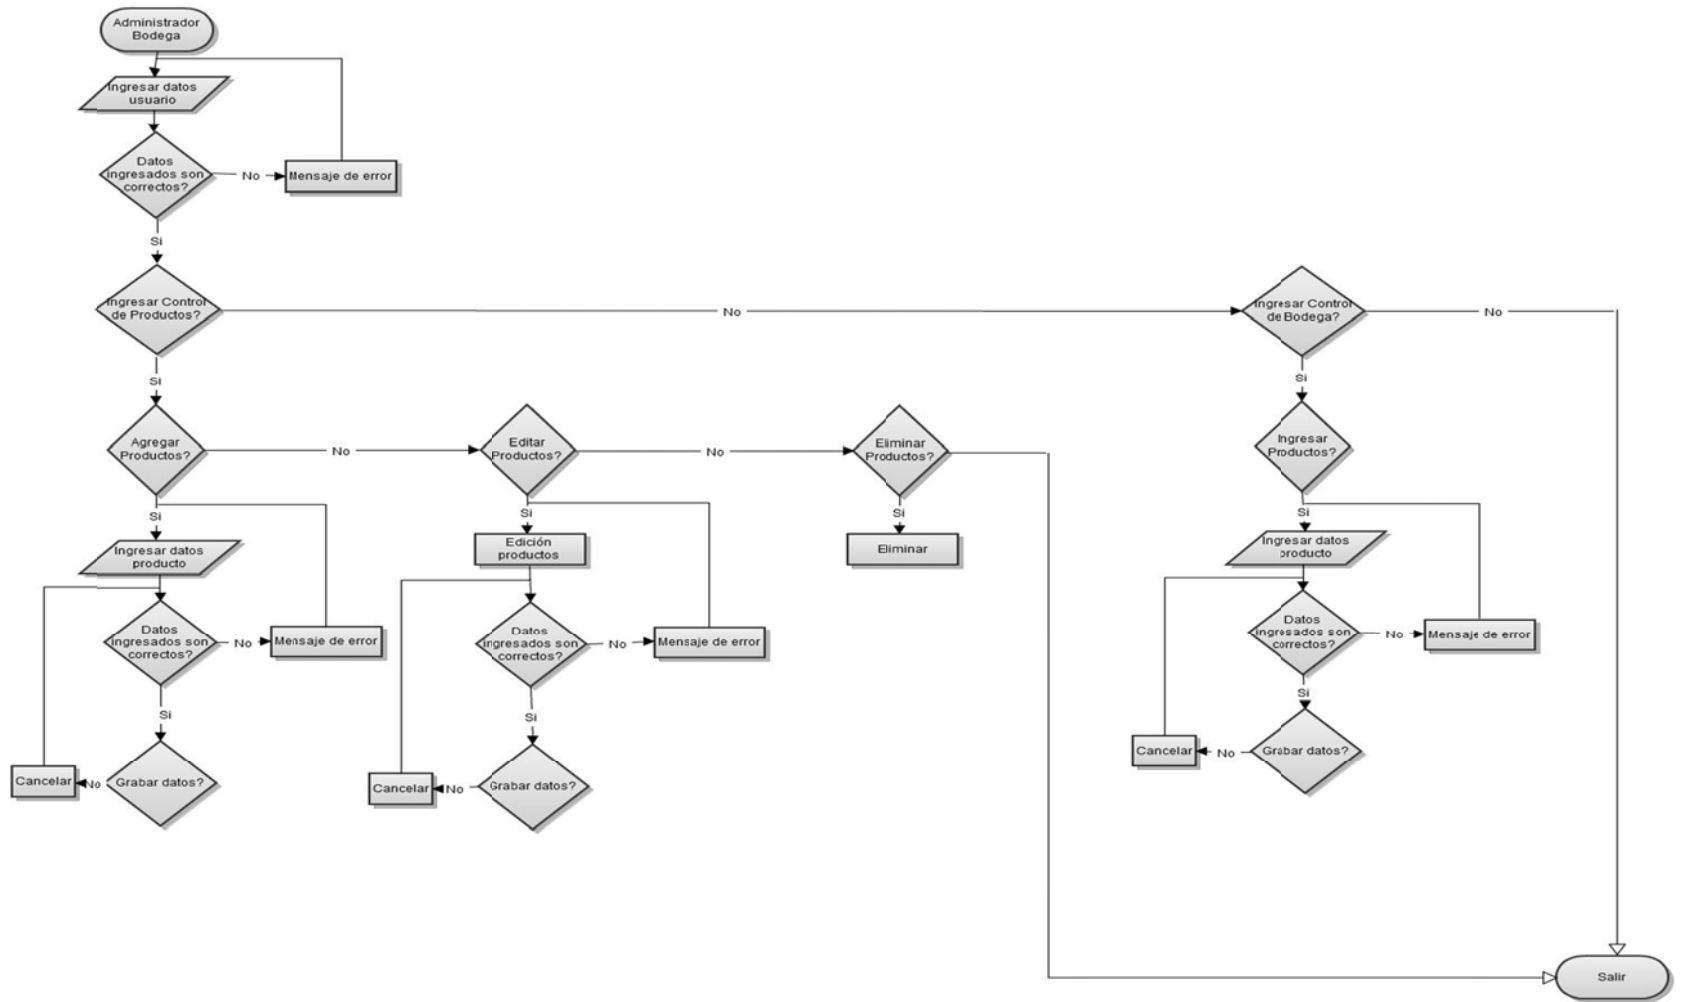 Administrador
Bodega
Ingresar datos
usuario
Datos
ingresados son
correctos?
No
Mensaje de error
Si
Ingresar Control
de Productos?
No
Ingresar Control
de Bodega?
No
Si
Si
Agregar
Productos?
No
Editar
Productos?
No
Eliminar
Productos?
Ingresar
Productos?
Si
Si
Si
Si
Ingresar datos
producto
Edición
productos
Eliminar
Ingresar datos
producto
Datos
ingresados son
correctos?
No
Mensaje de error
Datos
ingresados son
correctos?
No
Mensaje de error
Datos
ingresados son
correctos?
No
Mensaje de error
Si
Si
Si
Cancelar
No
Grabar datos?
Cancelar
No
Grabar datos?
Cancelar
No
Grabar datos?
Salir